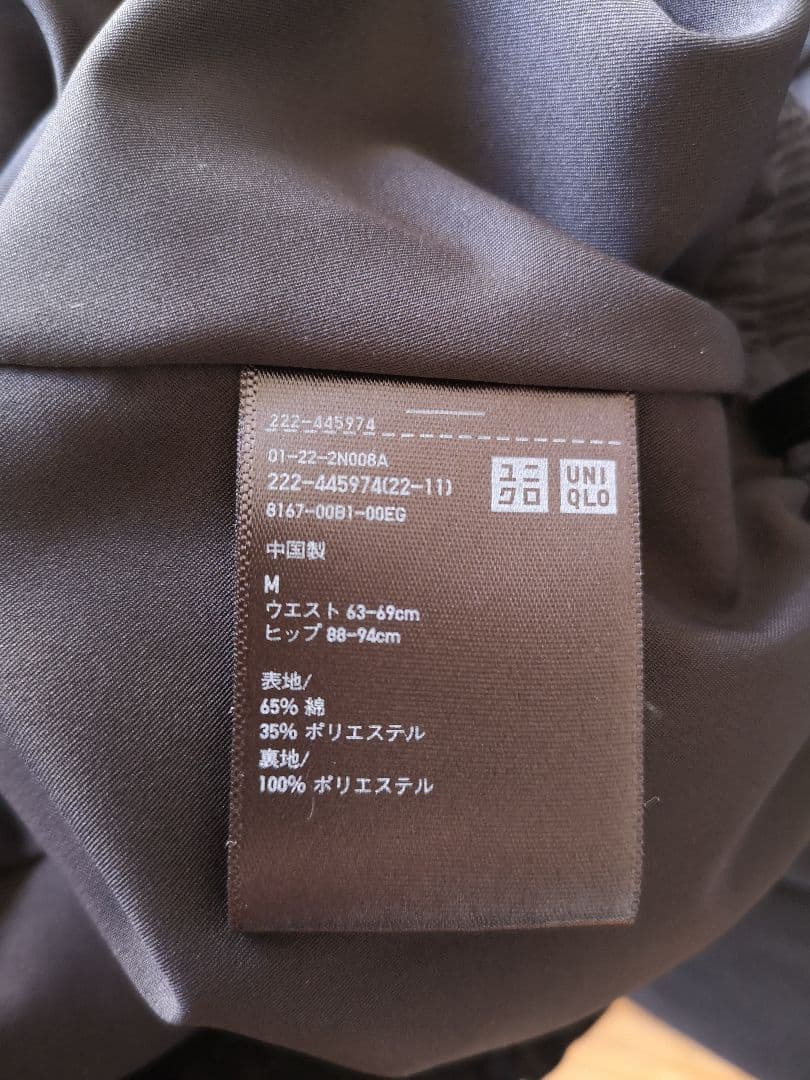 222-445974
01-22-2N008A
222-445974(22-11)
8167-00B1-00EG
ユニ
クロ
UNI
QLO
中国製
M
ウエスト 63-69cm
ヒップ 88-94cm
表地/
65% 綿
35% ポリエステル
裏地/
100% ポリエステル